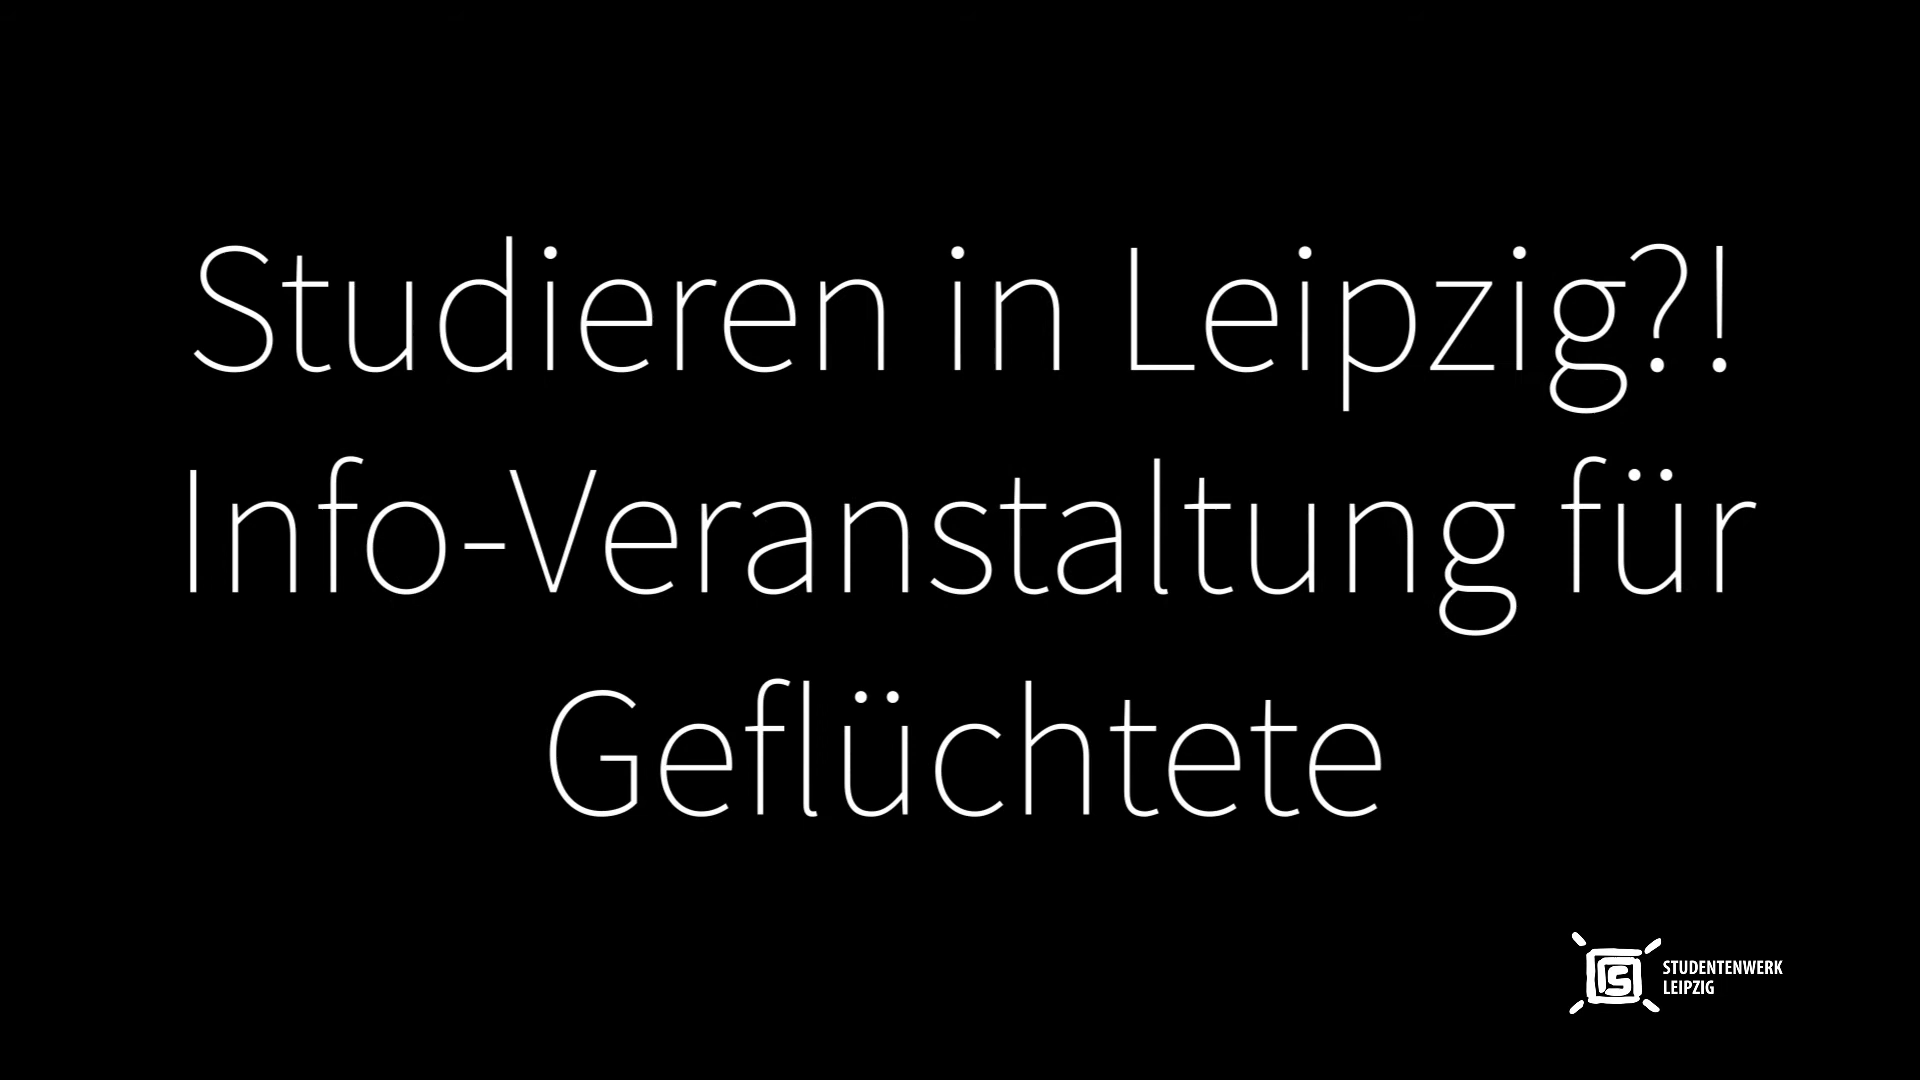 Studieren in Leipzig?!
Info-Veranstaltung für
Geflüchtete
STUDENTENWERK
LEIPZIG